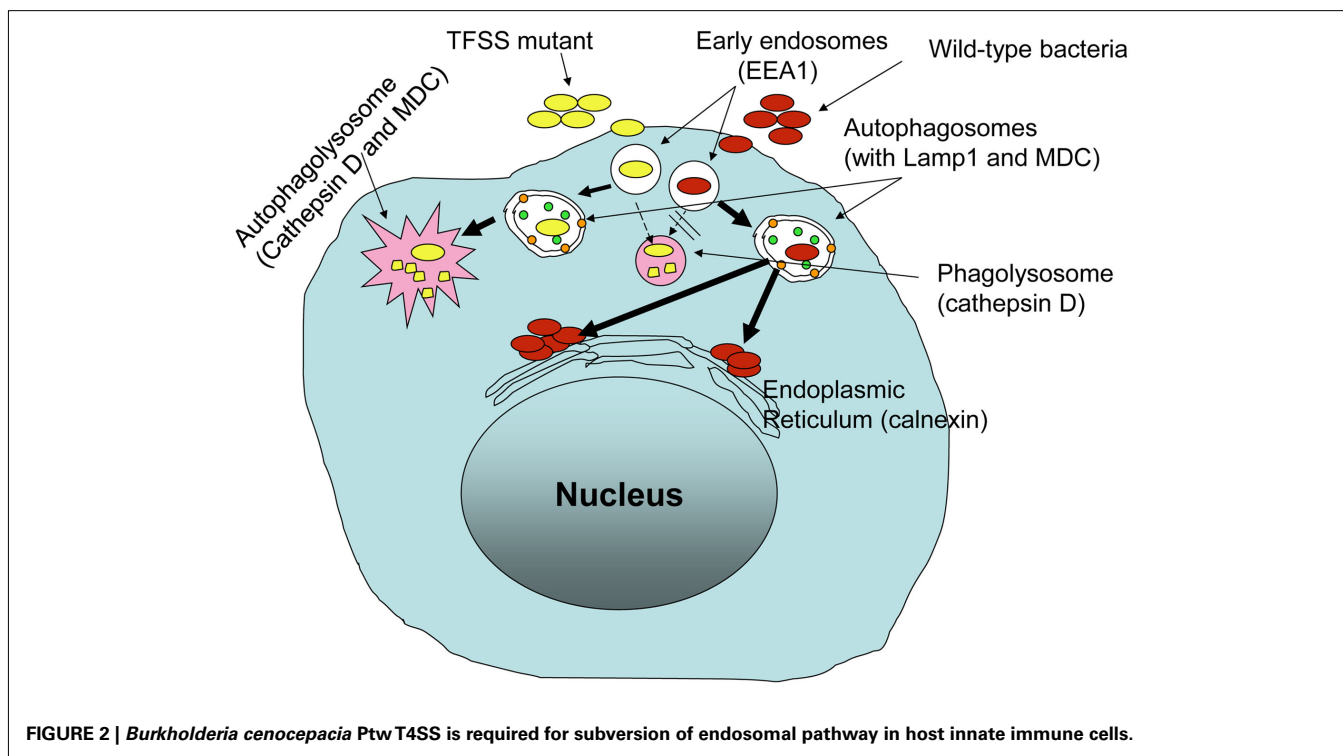 TFSS mutant
Early endosomes
(EEA1)
Wild-type bacteria
Autophagolysosome
(Cathepsin D and MDC)
Autophagosomes
(with Lamp1 and MDC)
Phagolysosome
(cathepsin D)
Endoplasmic
Reticulum (calnexin)
Nucleus
FIGURE 2 | Burkholderia cenocepacia Ptw T4SS is required for subversion of endosomal pathway in host innate immune cells.